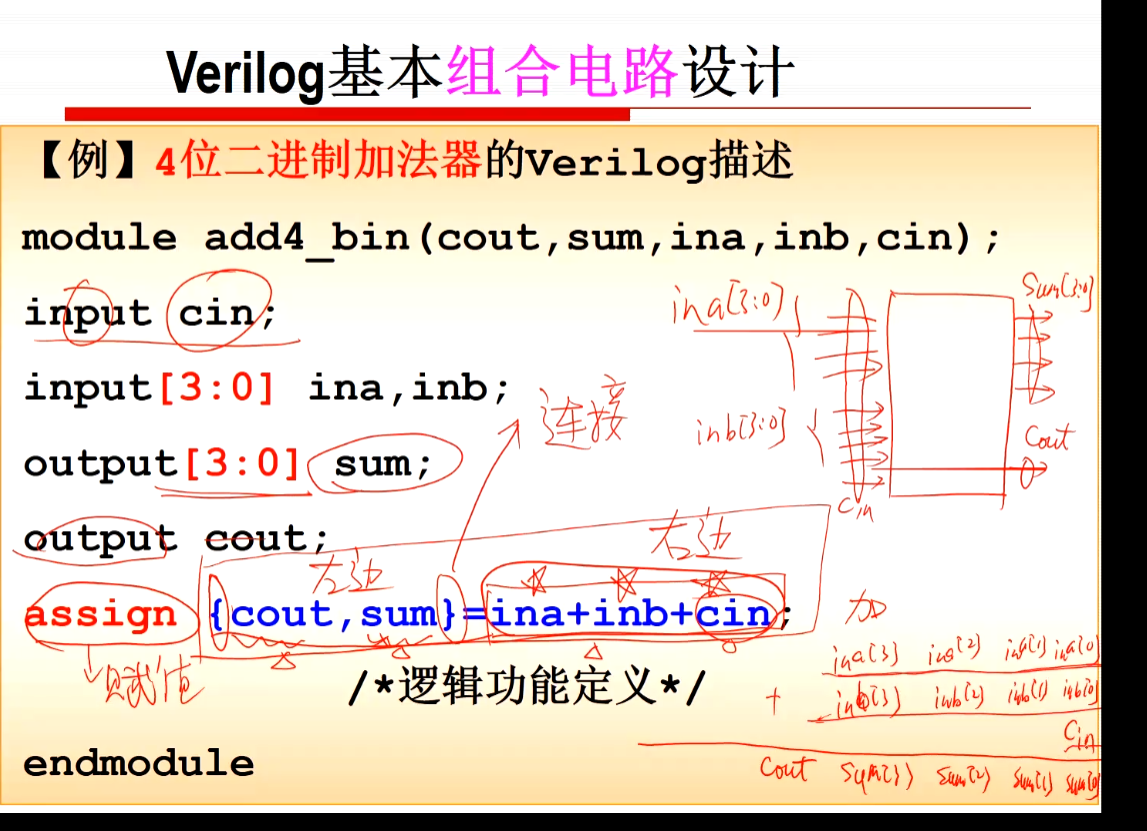 Verilog基本组合电路设计
【例】4位二进制加法器的Verilog描述
module add4_bin(cout,sum,ina,inb,cin);
input cin;
input[3:0] ina,inb;
output[3:0] sum;
output cout;
assign {cout,sum}=ina+inb+cin;
/*逻辑功能定义*/
endmodule
ina[3:0]
Sum[3:0]
连接
inb[3:0]
Cout
Cin
右边
赋值
加
ina[3] ina[2] ina[1] ina[0]
+ inb[3] inb[2] inb[1] inb[0]
Cin
Cout Sum[3] Sum[2] Sum[1] Sum[0]